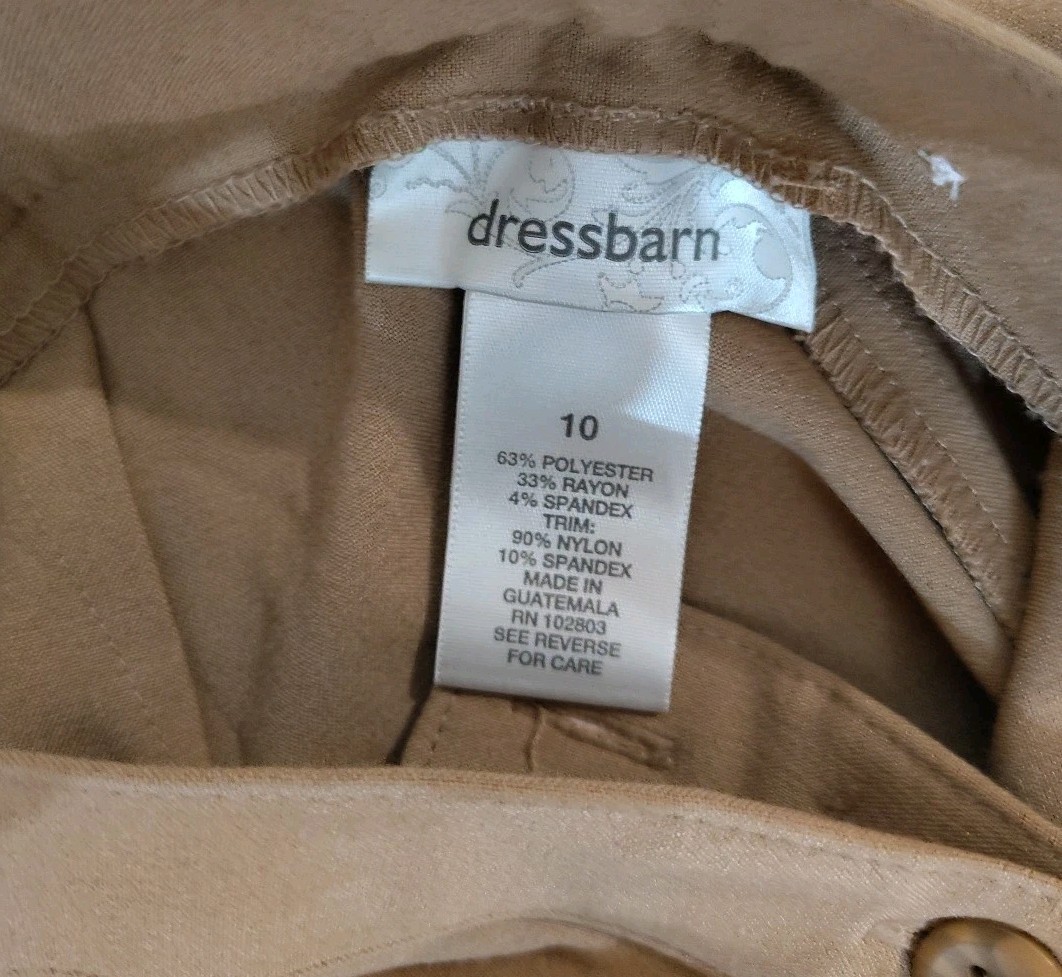 dressbarn
10
63% POLYESTER
33% RAYON
4% SPANDEX
TRIM:
90% NYLON
10% SPANDEX
MADE IN
GUATEMALA
RN 102803
SEE REVERSE
FOR CARE